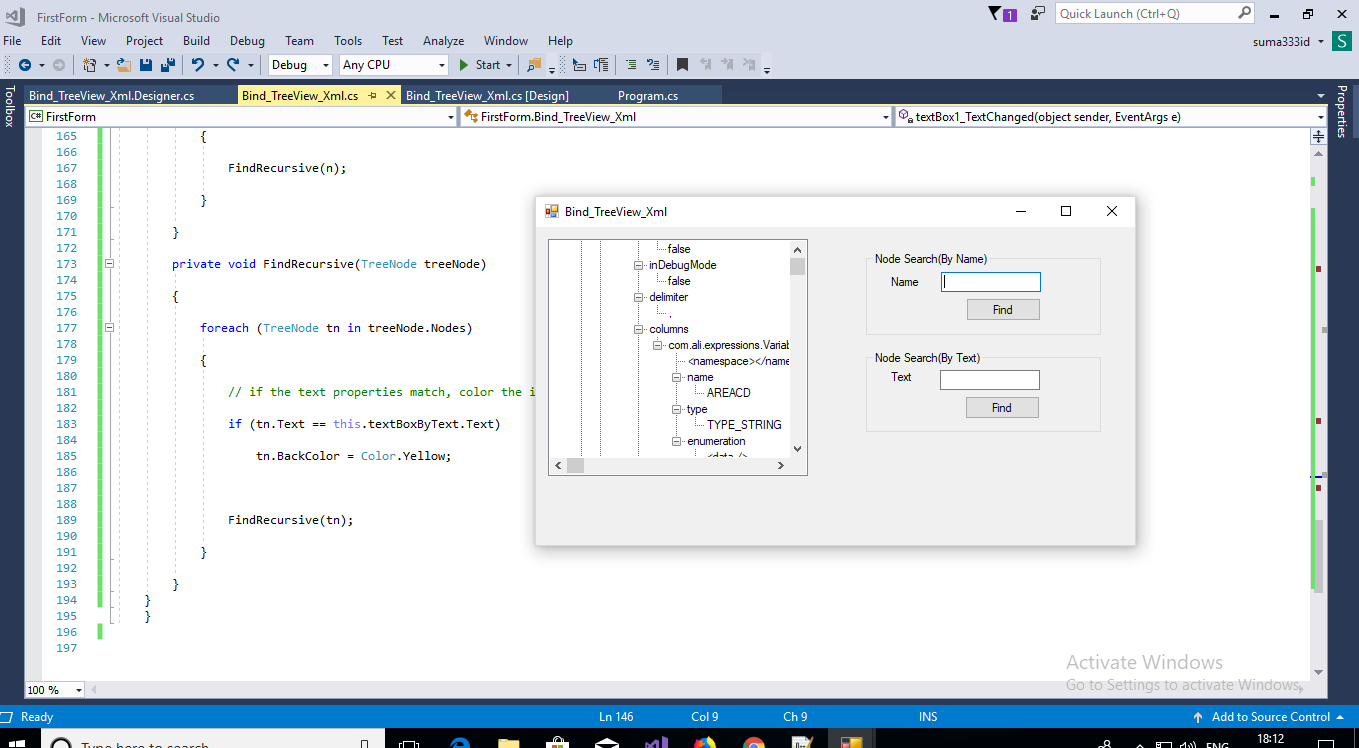 FirstForm - Microsoft Visual Studio
1
Quick Launch (Ctrl+Q)
File Edit View Project Build Debug Team Tools Test Analyze Window Help
suma333id S
Debug Any CPU Start
Toolbox
Bind_TreeView_Xml.Designer.cs Bind_TreeView_Xml.cs Bind_TreeView_Xml.cs [Design] Program.cs
Properties
C# FirstForm FirstForm.Bind_TreeView_Xml textBox1_TextChanged(object sender, EventArgs e)
165 {
166
167 FindRecursive(n);
168
169 }
170
171 }
172
173 private void FindRecursive(TreeNode treeNode)
174
175 {
176
177 foreach (TreeNode tn in treeNode.Nodes)
178
179 {
180
181 // if the text properties match, color the i
182
183 if (tn.Text == this.textBoxByText.Text)
184
185 tn.BackColor = Color.Yellow;
186
187
188
189 FindRecursive(tn);
190
191 }
192
193 }
194 }
195 }
196
197
Bind_TreeView_Xml
false
inDebugMode
false
delimiter
,
columns
com.ali.expressions.Variab
<namespace></name
name
AREACD
type
TYPE_STRING
enumeration
<data />
Node Search(By Name)
Name
Find
Node Search(By Text)
Text
Find
Activate Windows
Go to Settings to activate Windows.
100 %
Ready Ln 146 Col 9 Ch 9 INS Add to Source Control
Type here to search
ENG
18:12